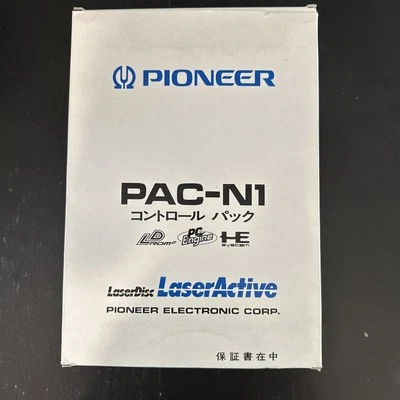 PIONEER
PAC-N1
コントロール パック
LD-ROM² PC Engine HE SYSTEM
LaserDisc LaserActive
PIONEER ELECTRONIC CORP.
保証書在中